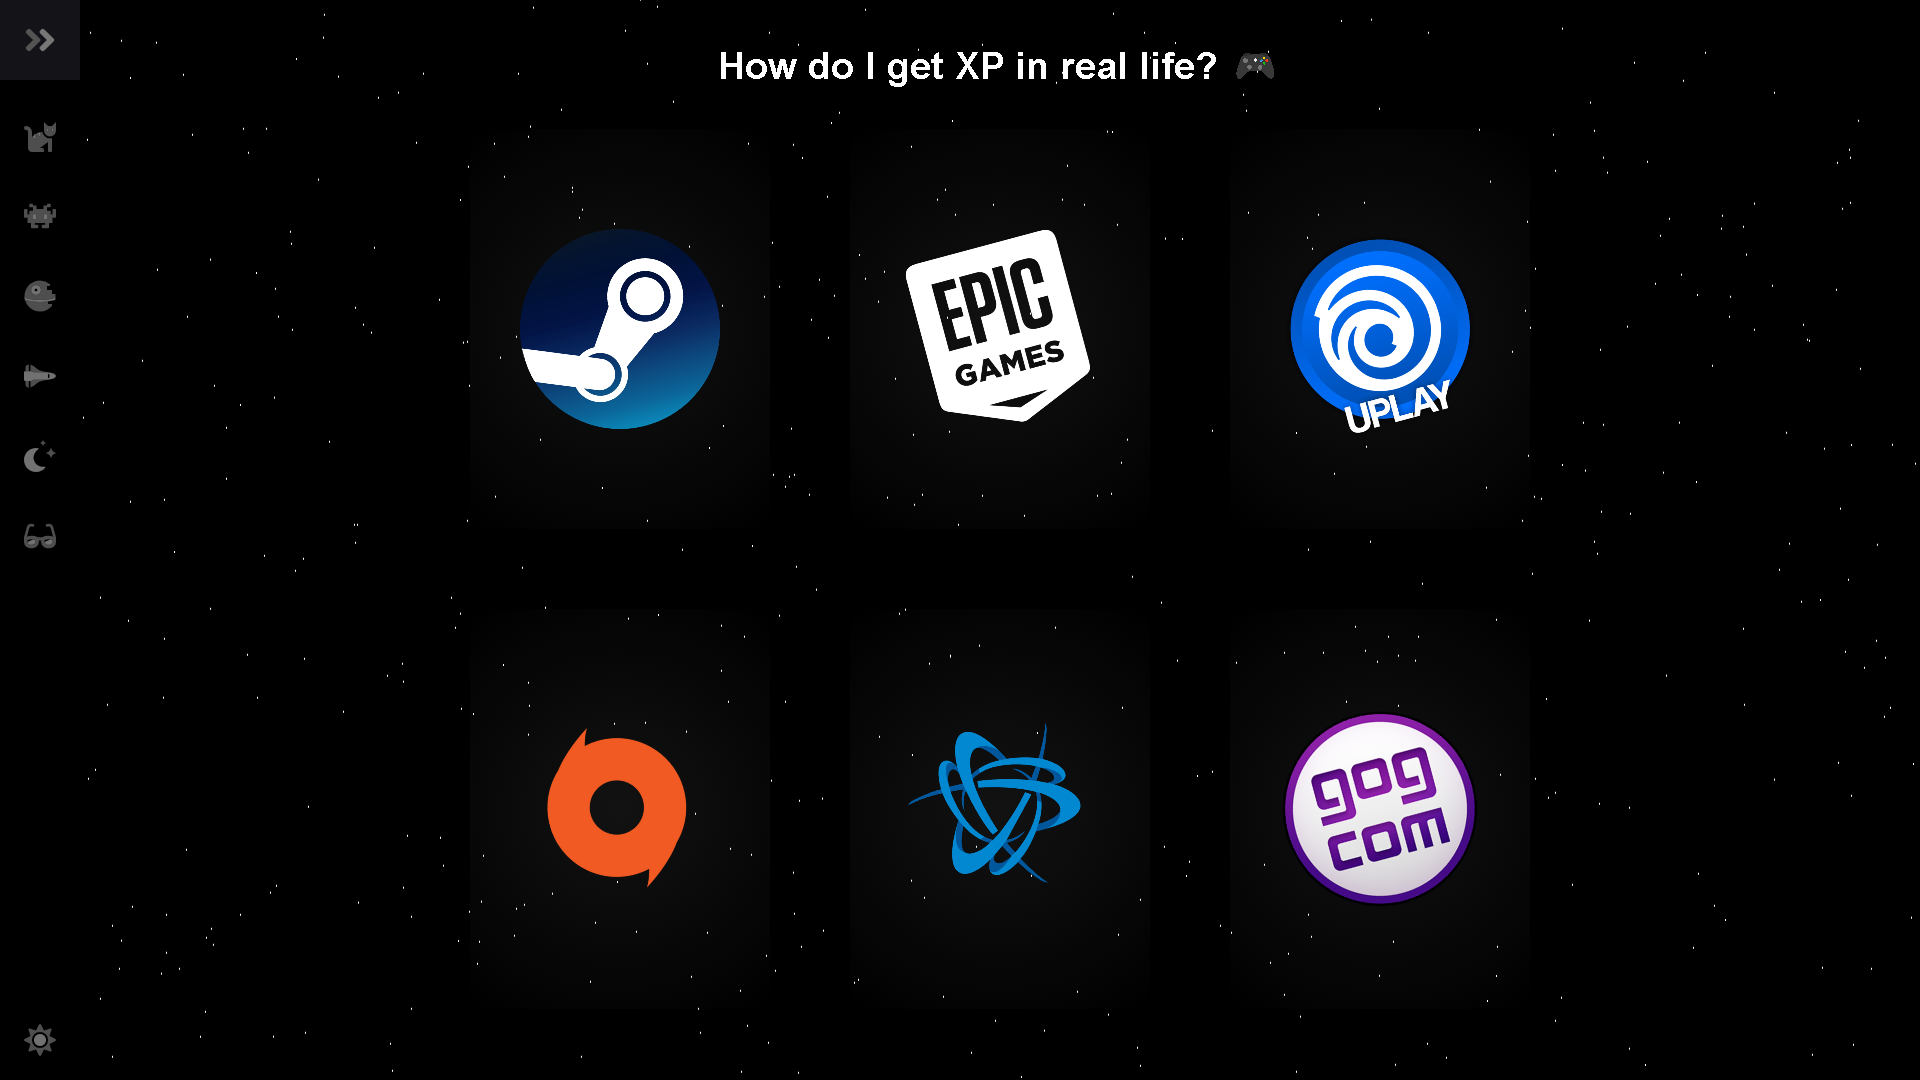 How do I get XP in real life? 🎮
EPIC
GAMES
UPLAY
gog
com